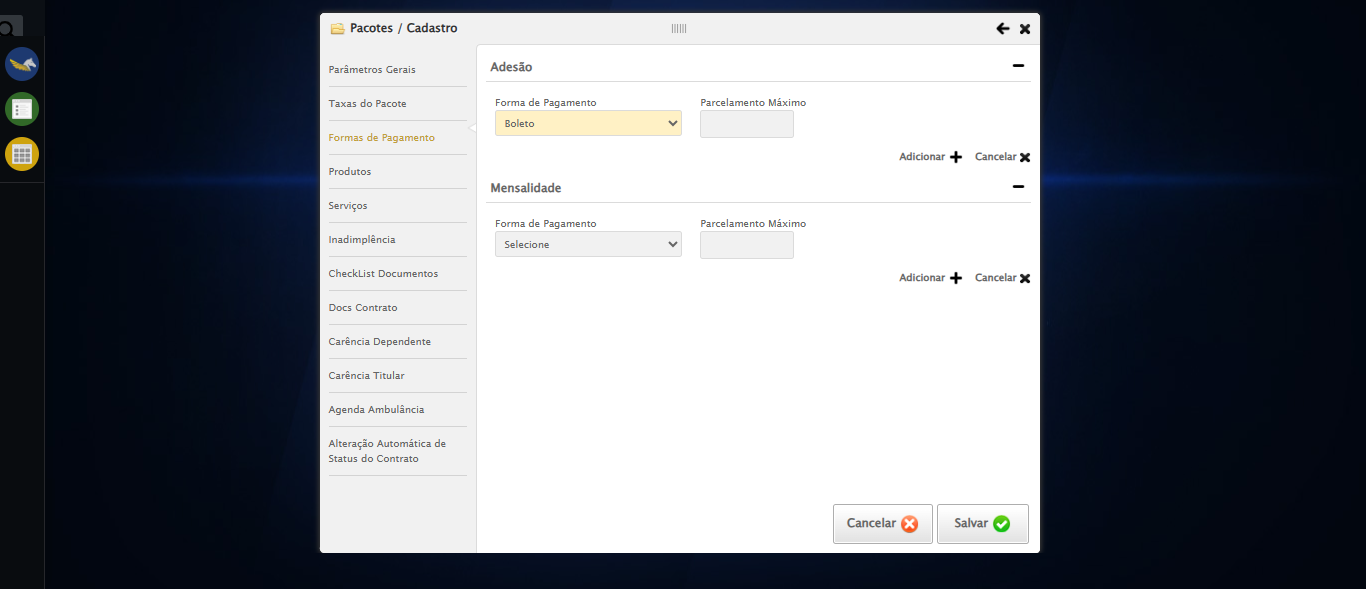 Pacotes / Cadastro
Parâmetros Gerais
Taxas do Pacote
Formas de Pagamento
Produtos
Serviços
Inadimplência
CheckList Documentos
Docs Contrato
Carência Dependente
Carência Titular
Agenda Ambulância
Alteração Automática de
Status do Contrato
Adesão
Forma de Pagamento Parcelamento Máximo
Boleto
Adicionar Cancelar
Mensalidade
Forma de Pagamento Parcelamento Máximo
Selecione
Adicionar Cancelar
Cancelar Salvar